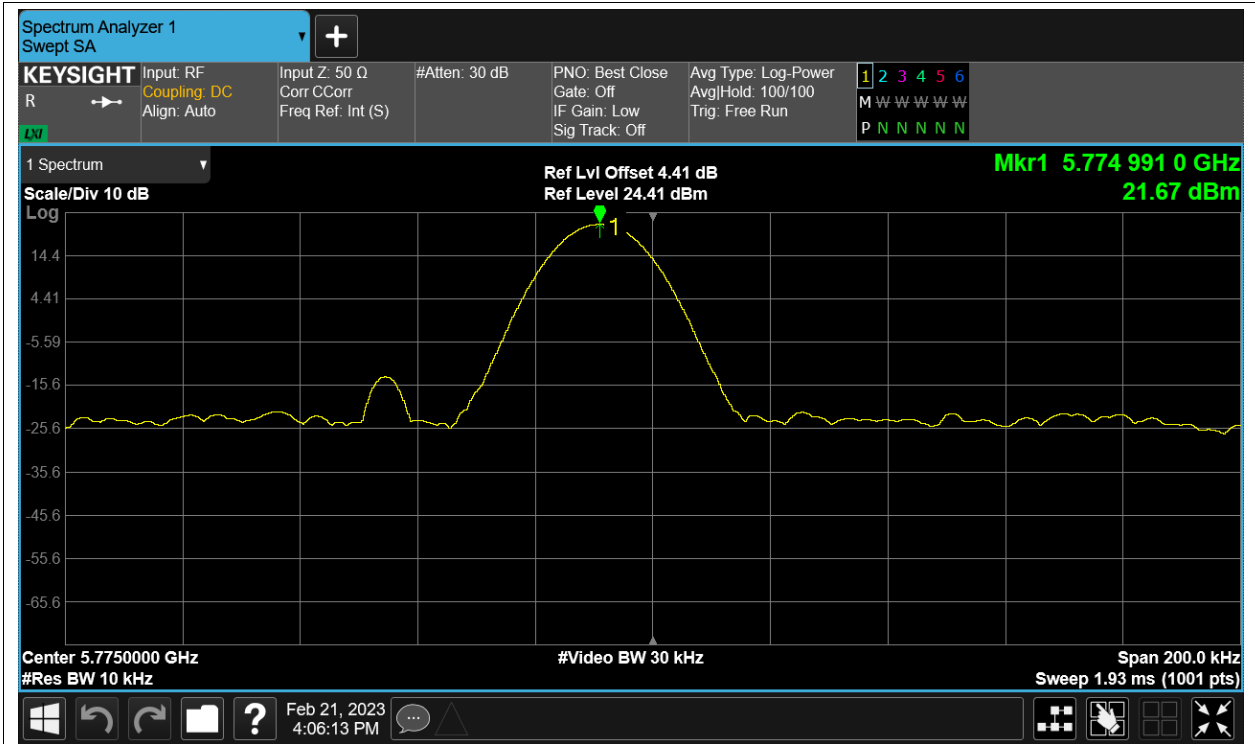 Spectrum Analyzer 1
Swept SA
+
KEYSIGHT
R
LXI
Input: RF
Coupling: DC
Align: Auto
Input Z: 50 Ω
Corr CCorr
Freq Ref: Int (S)
#Atten: 30 dB
PNO: Best Close
Gate: Off
IF Gain: Low
Sig Track: Off
Avg Type: Log-Power
Avg|Hold: 100/100
Trig: Free Run
1 2 3 4 5 6
M W W W W W
P N N N N N
1 Spectrum
Scale/Div 10 dB
Log
Ref Lvl Offset 4.41 dB
Ref Level 24.41 dBm
Mkr1 5.774 991 0 GHz
21.67 dBm
1
14.4
4.41
-5.59
-15.6
-25.6
-35.6
-45.6
-55.6
-65.6
Center 5.7750000 GHz
#Res BW 10 kHz
#Video BW 30 kHz
Span 200.0 kHz
Sweep 1.93 ms (1001 pts)
?
Feb 21, 2023
4:06:13 PM